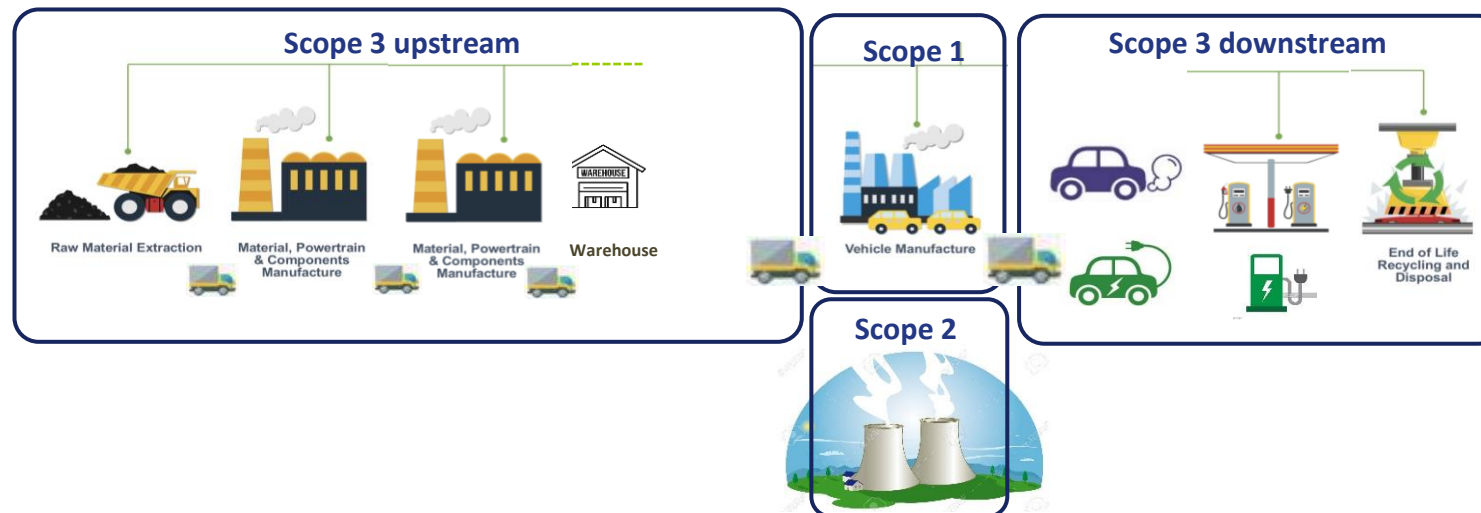 Scope 3 upstream
Scope 1
Scope 3 downstream
WAREHOUSE
Raw Material Extraction
Material, Powertrain
& Components
Manufacture
Material, Powertrain
& Components
Manufacture
Warehouse
Vehicle Manufacture
End of Life
Recycling and
Disposal
Scope 2